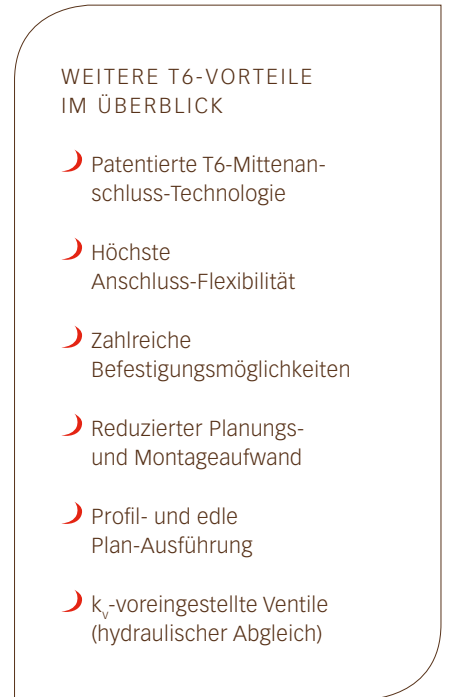 WEITERE T6-VORTEILE
IM ÜBERBLICK
Patentierte T6-Mittenan-
schluss-Technologie
Höchste
Anschluss-Flexibilität
Zahlreiche
Befestigungsmöglichkeiten
Reduzierter Planungs-
und Montageaufwand
Profil- und edle
Plan-Ausführung
kv-voreingestellte Ventile
(hydraulischer Abgleich)